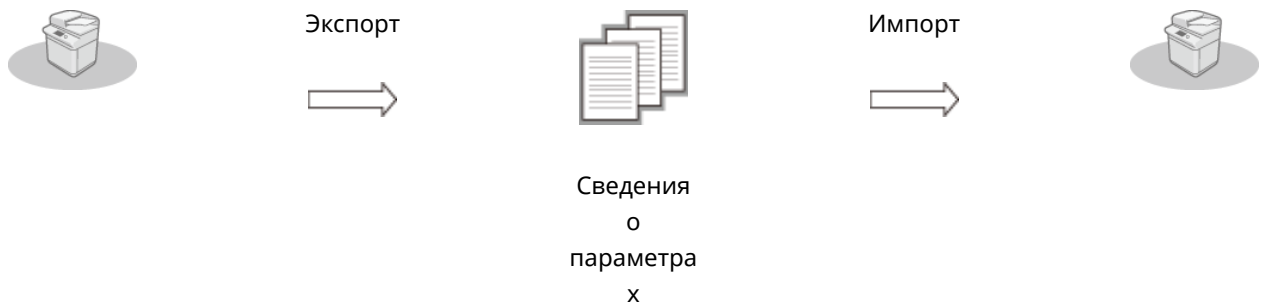 Экспорт
Импорт
Сведения
о
параметра
х